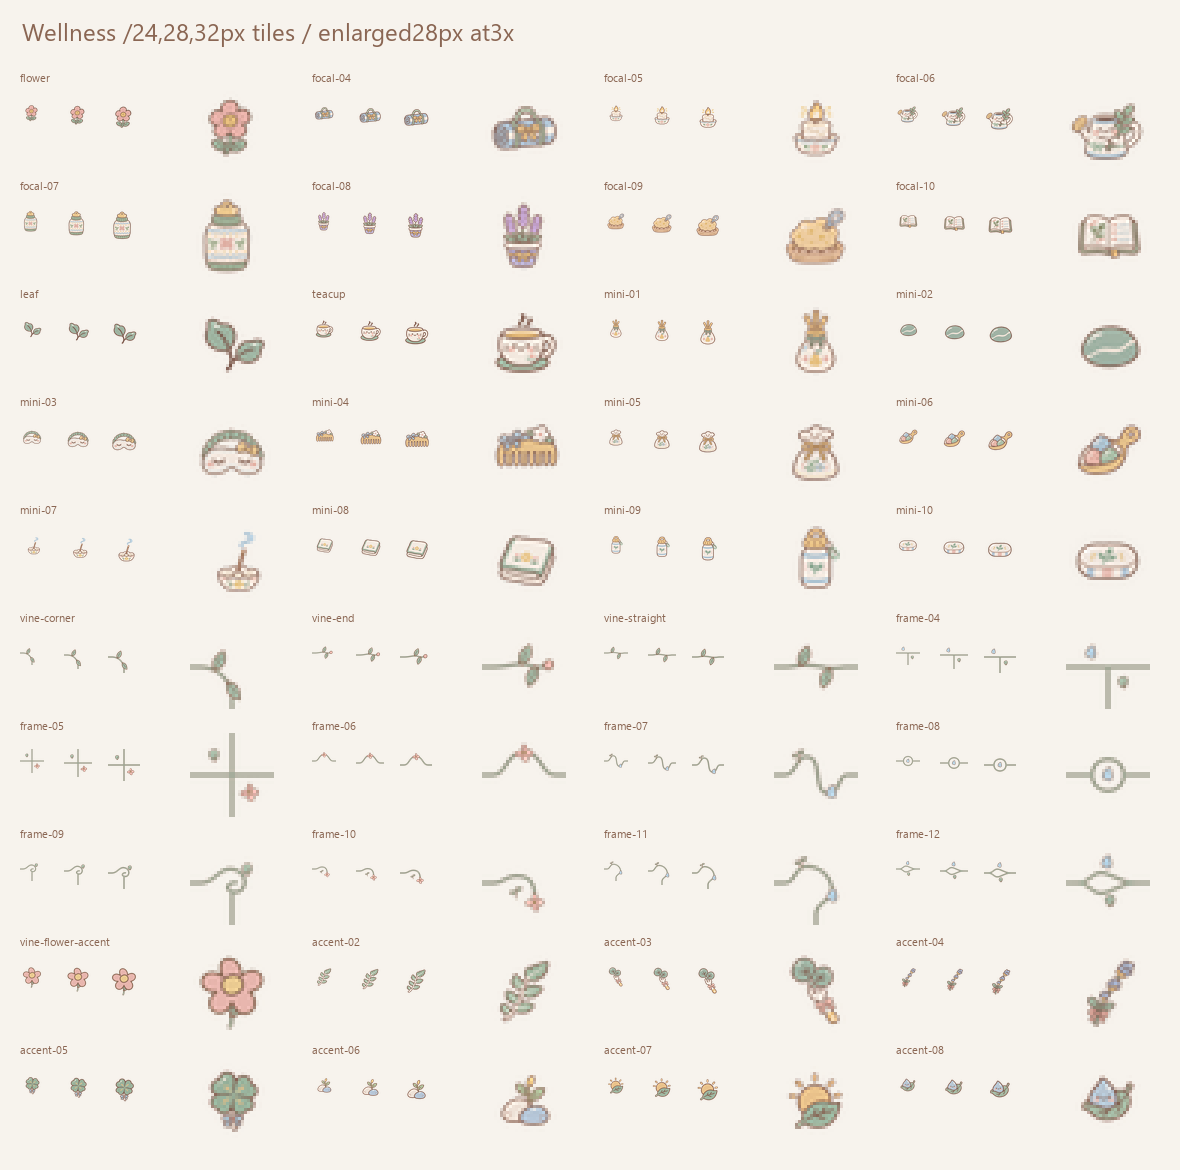 Wellness /24,28,32px tiles / enlarged28px at3x
flower focal-04 focal-05 focal-06
focal-07 focal-08 focal-09 focal-10
leaf teacup mini-01 mini-02
mini-03 mini-04 mini-05 mini-06
mini-07 mini-08 mini-09 mini-10
vine-corner vine-end vine-straight frame-04
frame-05 frame-06 frame-07 frame-08
frame-09 frame-10 frame-11 frame-12
vine-flower-accent accent-02 accent-03 accent-04
accent-05 accent-06 accent-07 accent-08